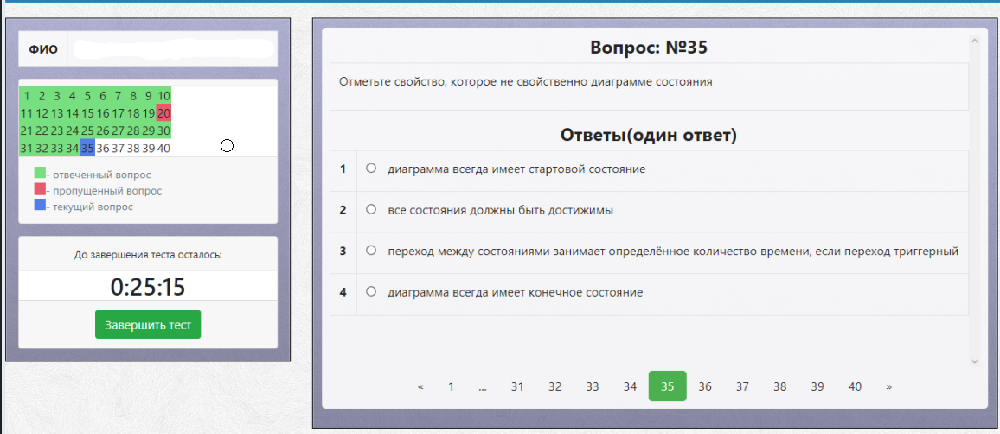 ФИО
1 2 3 4 5 6 7 8 9 10
11 12 13 14 15 16 17 18 19 20
21 22 23 24 25 26 27 28 29 30
31 32 33 34 35 36 37 38 39 40
- отвеченный вопрос
- пропущенный вопрос
- текущий вопрос
До завершения теста осталось:
0:25:15
Завершить тест
Вопрос: №35
Отметьте свойство, которое не свойственно диаграмме состояния
Ответы(один ответ)
1 диаграмма всегда имеет стартовой состояние
2 все состояния должны быть достижимы
3 переход между состояниями занимает определённое количество времени, если переход триггерный
4 диаграмма всегда имеет конечное состояние
« 1 ... 31 32 33 34 35 36 37 38 39 40 »